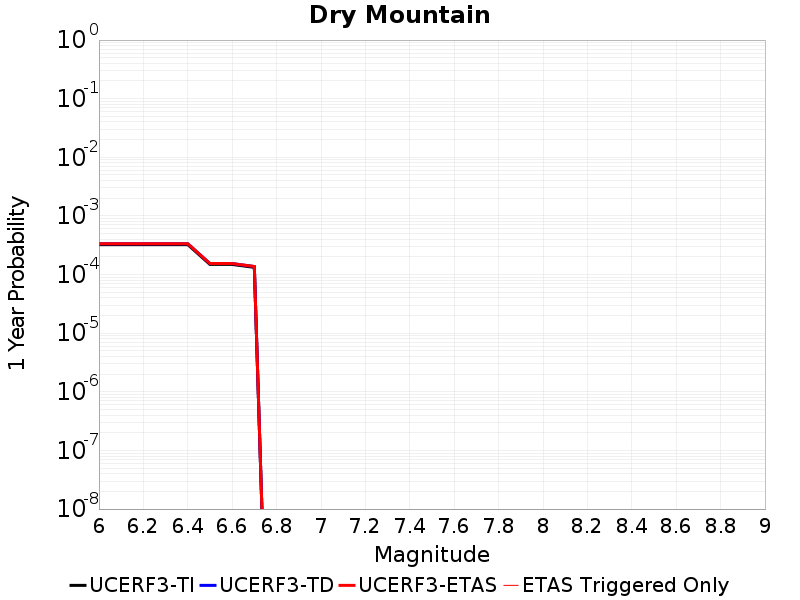 Dry Mountain
1 Year Probability
10^0
10^-1
10^-2
10^-3
10^-4
10^-5
10^-6
10^-7
10^-8
6 6.2 6.4 6.6 6.8 7 7.2 7.4 7.6 7.8 8 8.2 8.4 8.6 8.8 9
Magnitude
UCERF3-TI UCERF3-TD UCERF3-ETAS ETAS Triggered Only